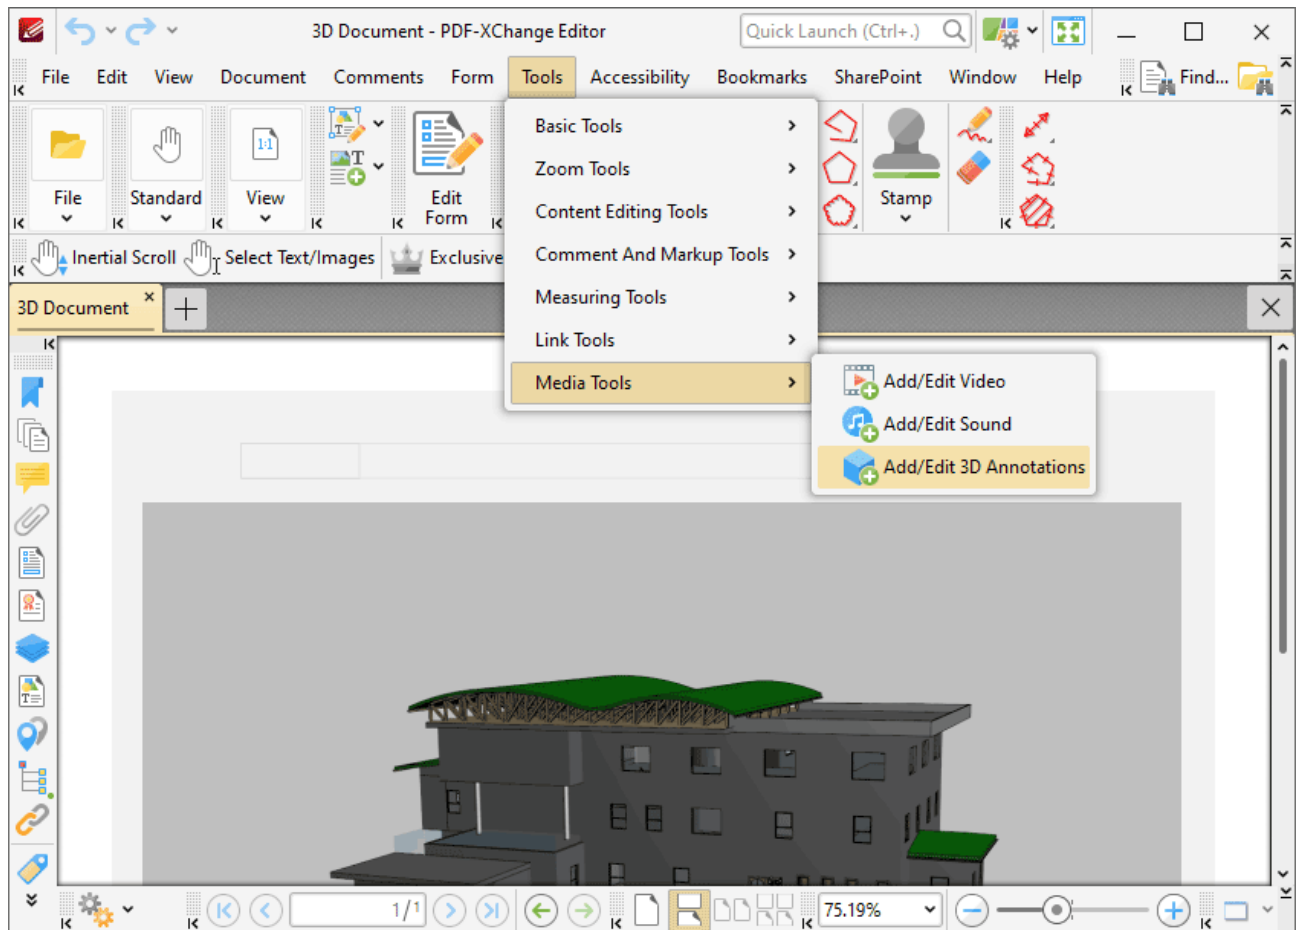 3D Document - PDF-XChange Editor
Quick Launch (Ctrl+.)
File Edit View Document Comments Form Tools Accessibility Bookmarks SharePoint Window Help
Find...
File
Standard
1:1
View
T
Edit Form
Stamp
Inertial Scroll
Select Text/Images
Exclusive
3D Document
Basic Tools
Zoom Tools
Content Editing Tools
Comment And Markup Tools
Measuring Tools
Link Tools
Media Tools
Add/Edit Video
Add/Edit Sound
Add/Edit 3D Annotations
1/1
75.19%